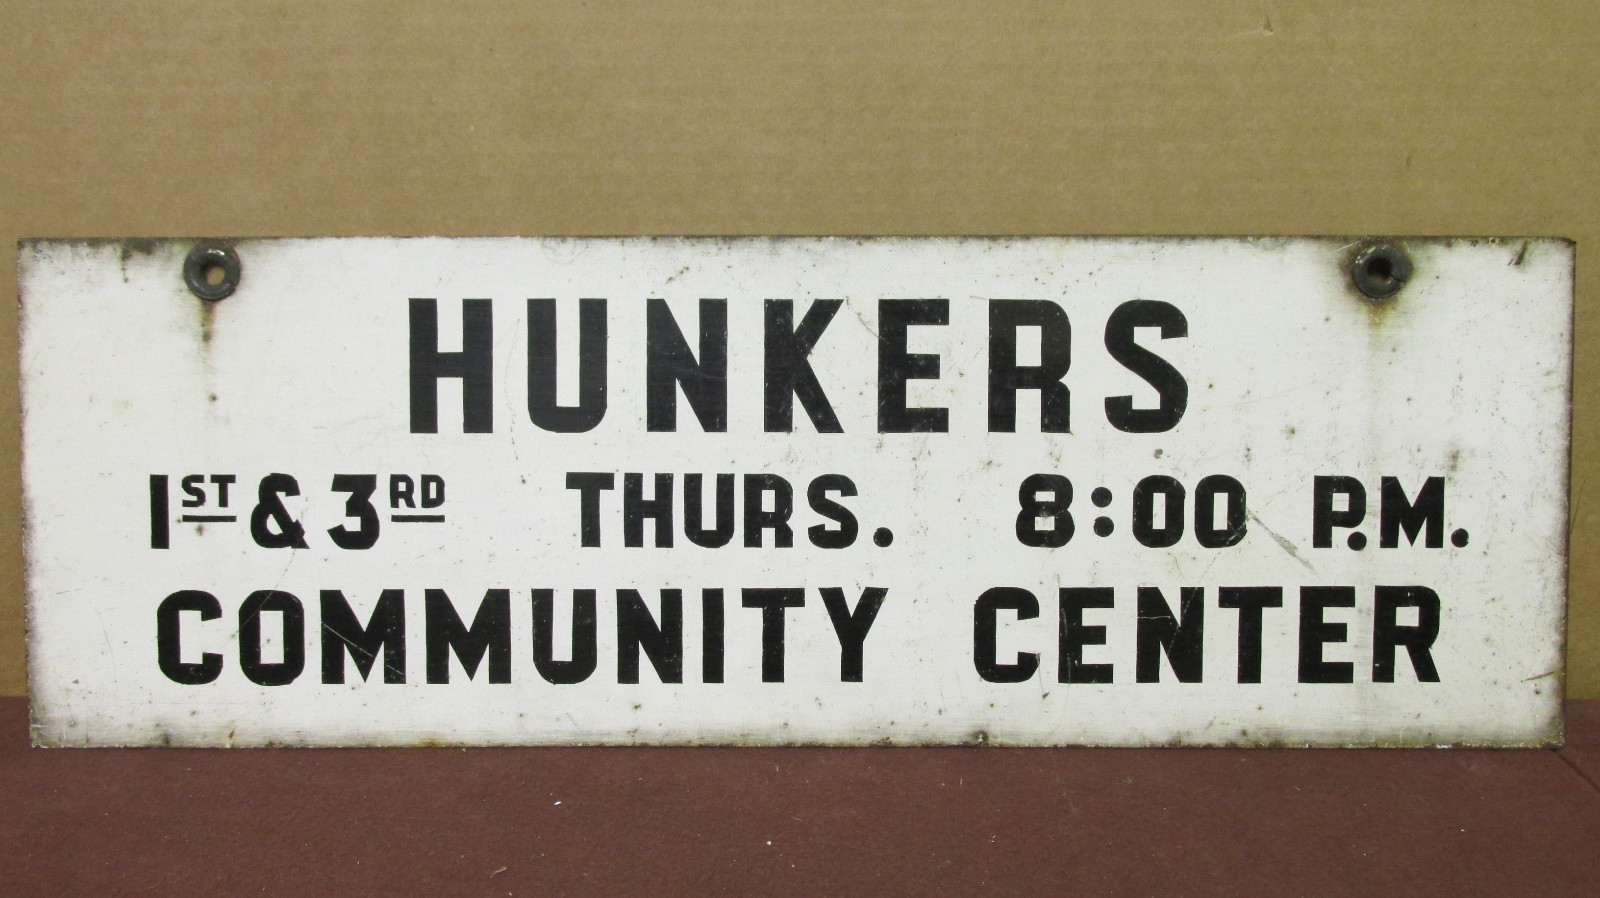 HUNKERS
1ST & 3RD THURS. 8:00 P.M.
COMMUNITY CENTER